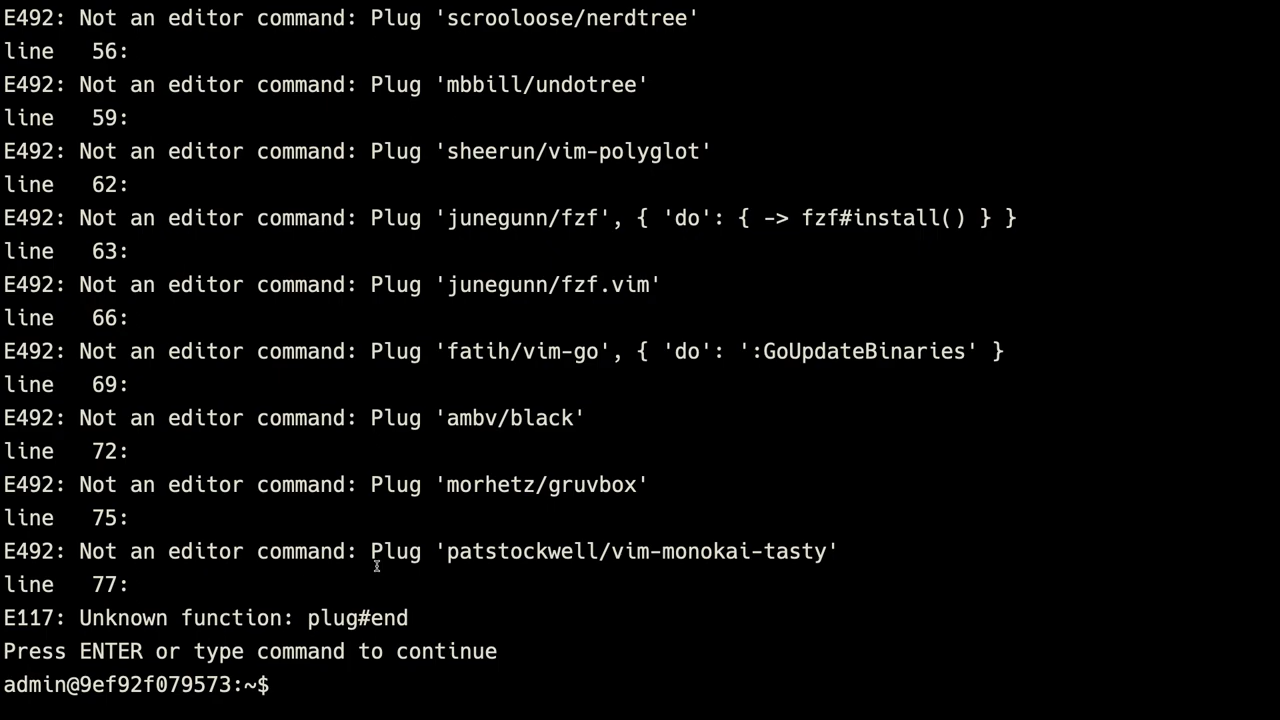 E492: Not an editor command: Plug 'scrooloose/nerdtree'
line   56:
E492: Not an editor command: Plug 'mbbill/undotree'
line   59:
E492: Not an editor command: Plug 'sheerun/vim-polyglot'
line   62:
E492: Not an editor command: Plug 'junegunn/fzf', { 'do': { -> fzf#install() } }
line   63:
E492: Not an editor command: Plug 'junegunn/fzf.vim'
line   66:
E492: Not an editor command: Plug 'fatih/vim-go', { 'do': ':GoUpdateBinaries' }
line   69:
E492: Not an editor command: Plug 'ambv/black'
line   72:
E492: Not an editor command: Plug 'morhetz/gruvbox'
line   75:
E492: Not an editor command: Plug 'patstockwell/vim-monokai-tasty'
line   77:
E117: Unknown function: plug#end
Press ENTER or type command to continue
admin@9ef92f079573:~$